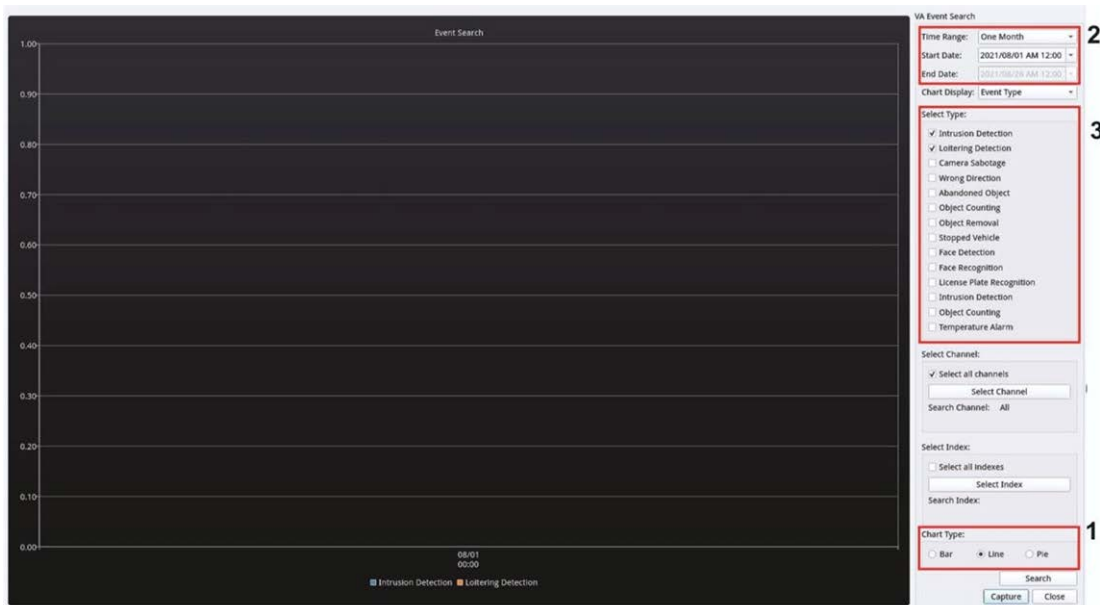 VA Event Search
Event Search
Time Range: One Month
2
Start Date: 2021/08/01 AM 12:00
End Date: 2021/08/29 AM 12:00
Chart Display: Event Type
Select Type:
3
✓ Intrusion Detection
✓ Loitering Detection
Camera Sabotage
Wrong Direction
Abandoned Object
Object Counting
Object Removal
Stopped Vehicle
Face Detection
Face Recognition
License Plate Recognition
Intrusion Detection
Object Counting
Temperature Alarm
Select Channel:
✓ Select all channels
Select Channel
Search Channel: All
Select Index:
Select all indexes
Select Index
Search Index:
Chart Type:
1
Bar Line Pie
Search
Capture Close
1.00
0.90
0.80
0.70
0.60
0.50
0.40
0.30
0.20
0.10
0.00
08/01
00:00
Intrusion Detection Loitering Detection